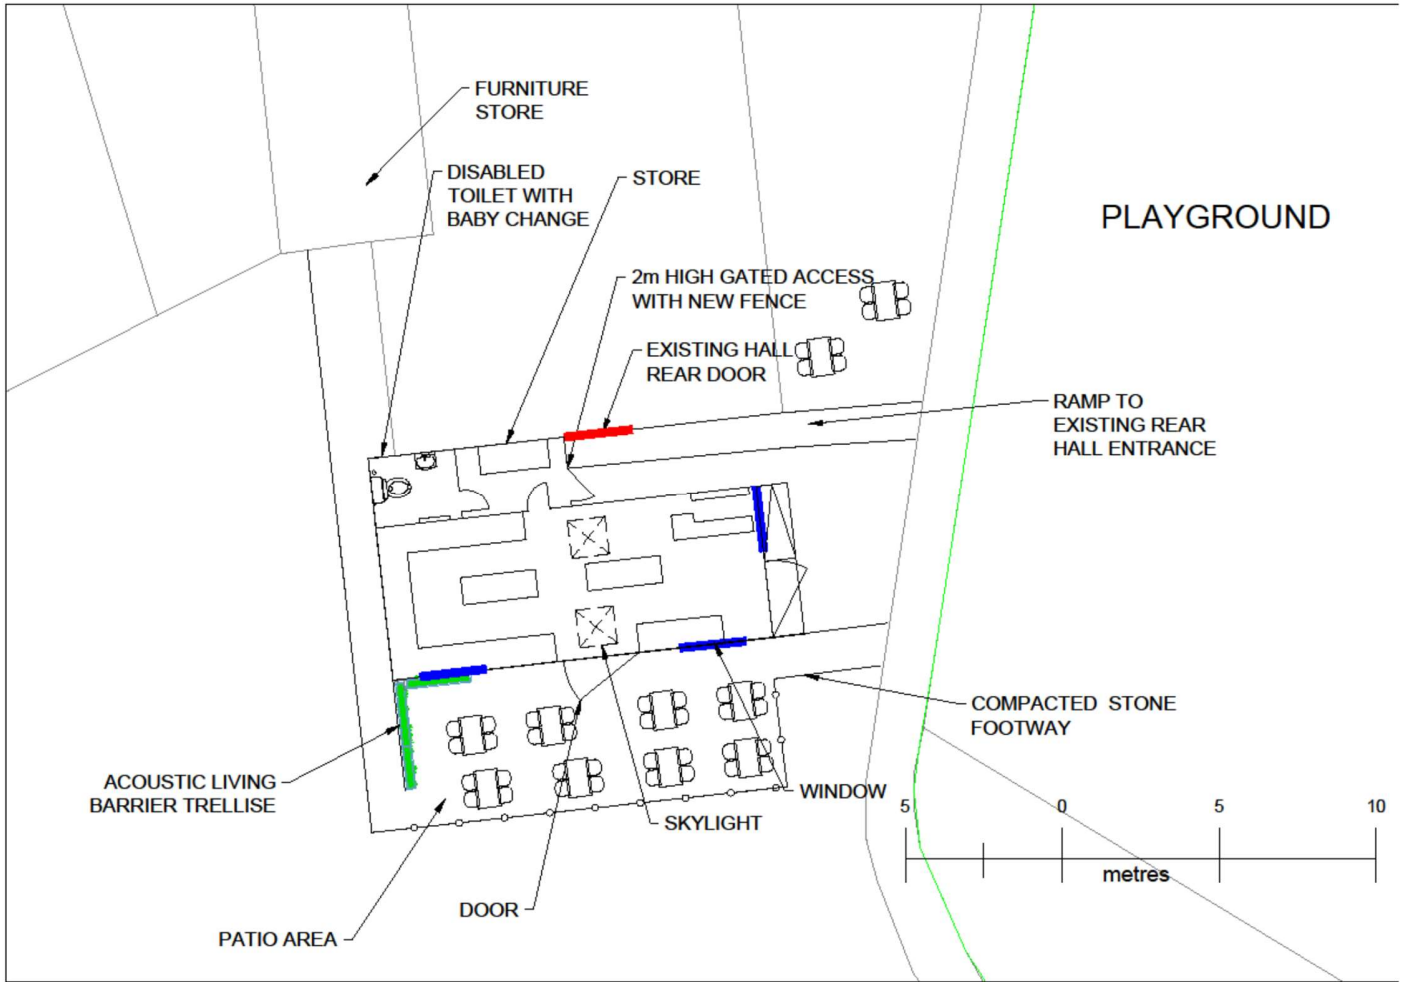 FURNITURE
STORE
DISABLED
TOILET WITH
BABY CHANGE
STORE
PLAYGROUND
2m HIGH GATED ACCESS
WITH NEW FENCE
EXISTING HALL
REAR DOOR
RAMP TO
EXISTING REAR
HALL ENTRANCE
COMPACTED STONE
FOOTWAY
ACOUSTIC LIVING
BARRIER TRELLISE
WINDOW
SKYLIGHT
5 0 5 10
metres
DOOR
PATIO AREA